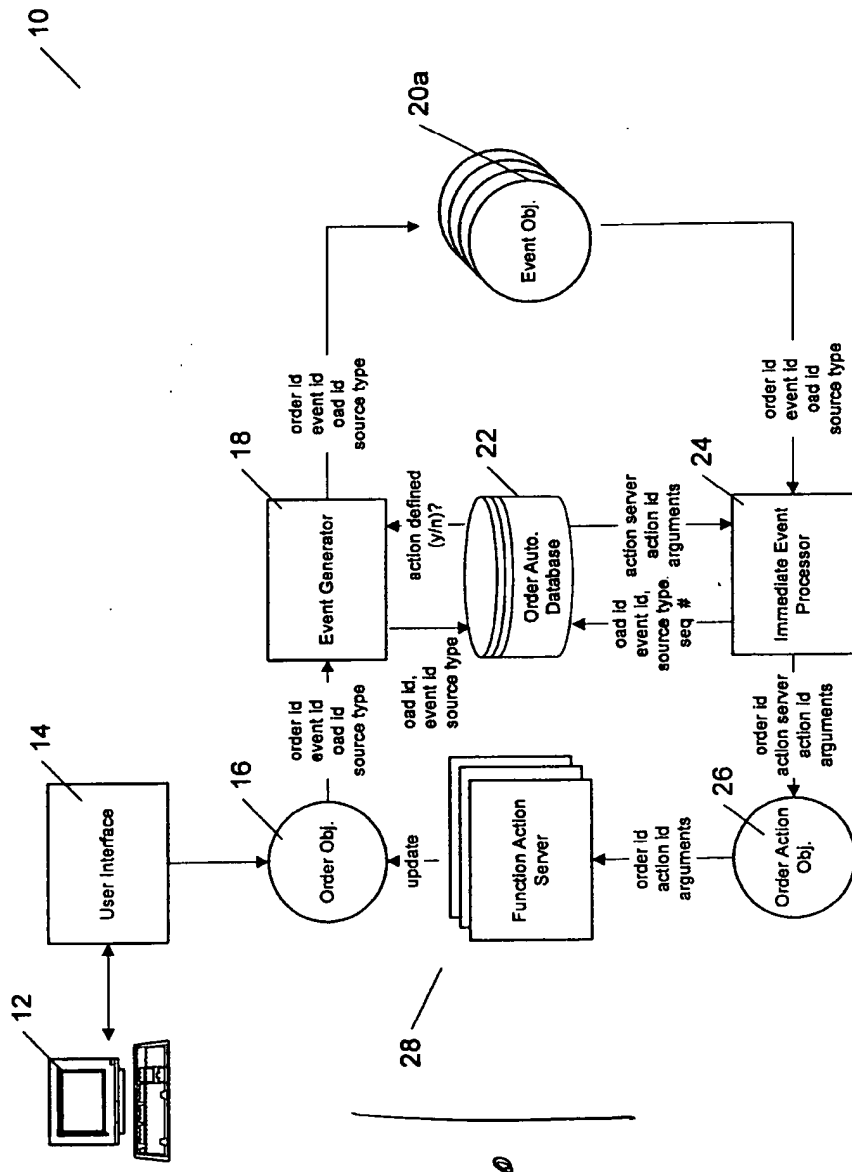 10
12
14
User Interface
16
Order Obj.
order id
event id
oad id
source type
18
Event Generator
order id
event id
oad id
source type
20a
Event Obj.
oad id,
event id
source type
action defined
(y/n)?
22
Order Auto.
Database
update
28
Function Action
Server
order id
action id
arguments
26
Order Action
Obj.
order id
action server
action id
arguments
oad id
event id,
source type.
seq #
action server
action id
arguments
24
Immediate Event
Processor
order id
event id
oad id
source type